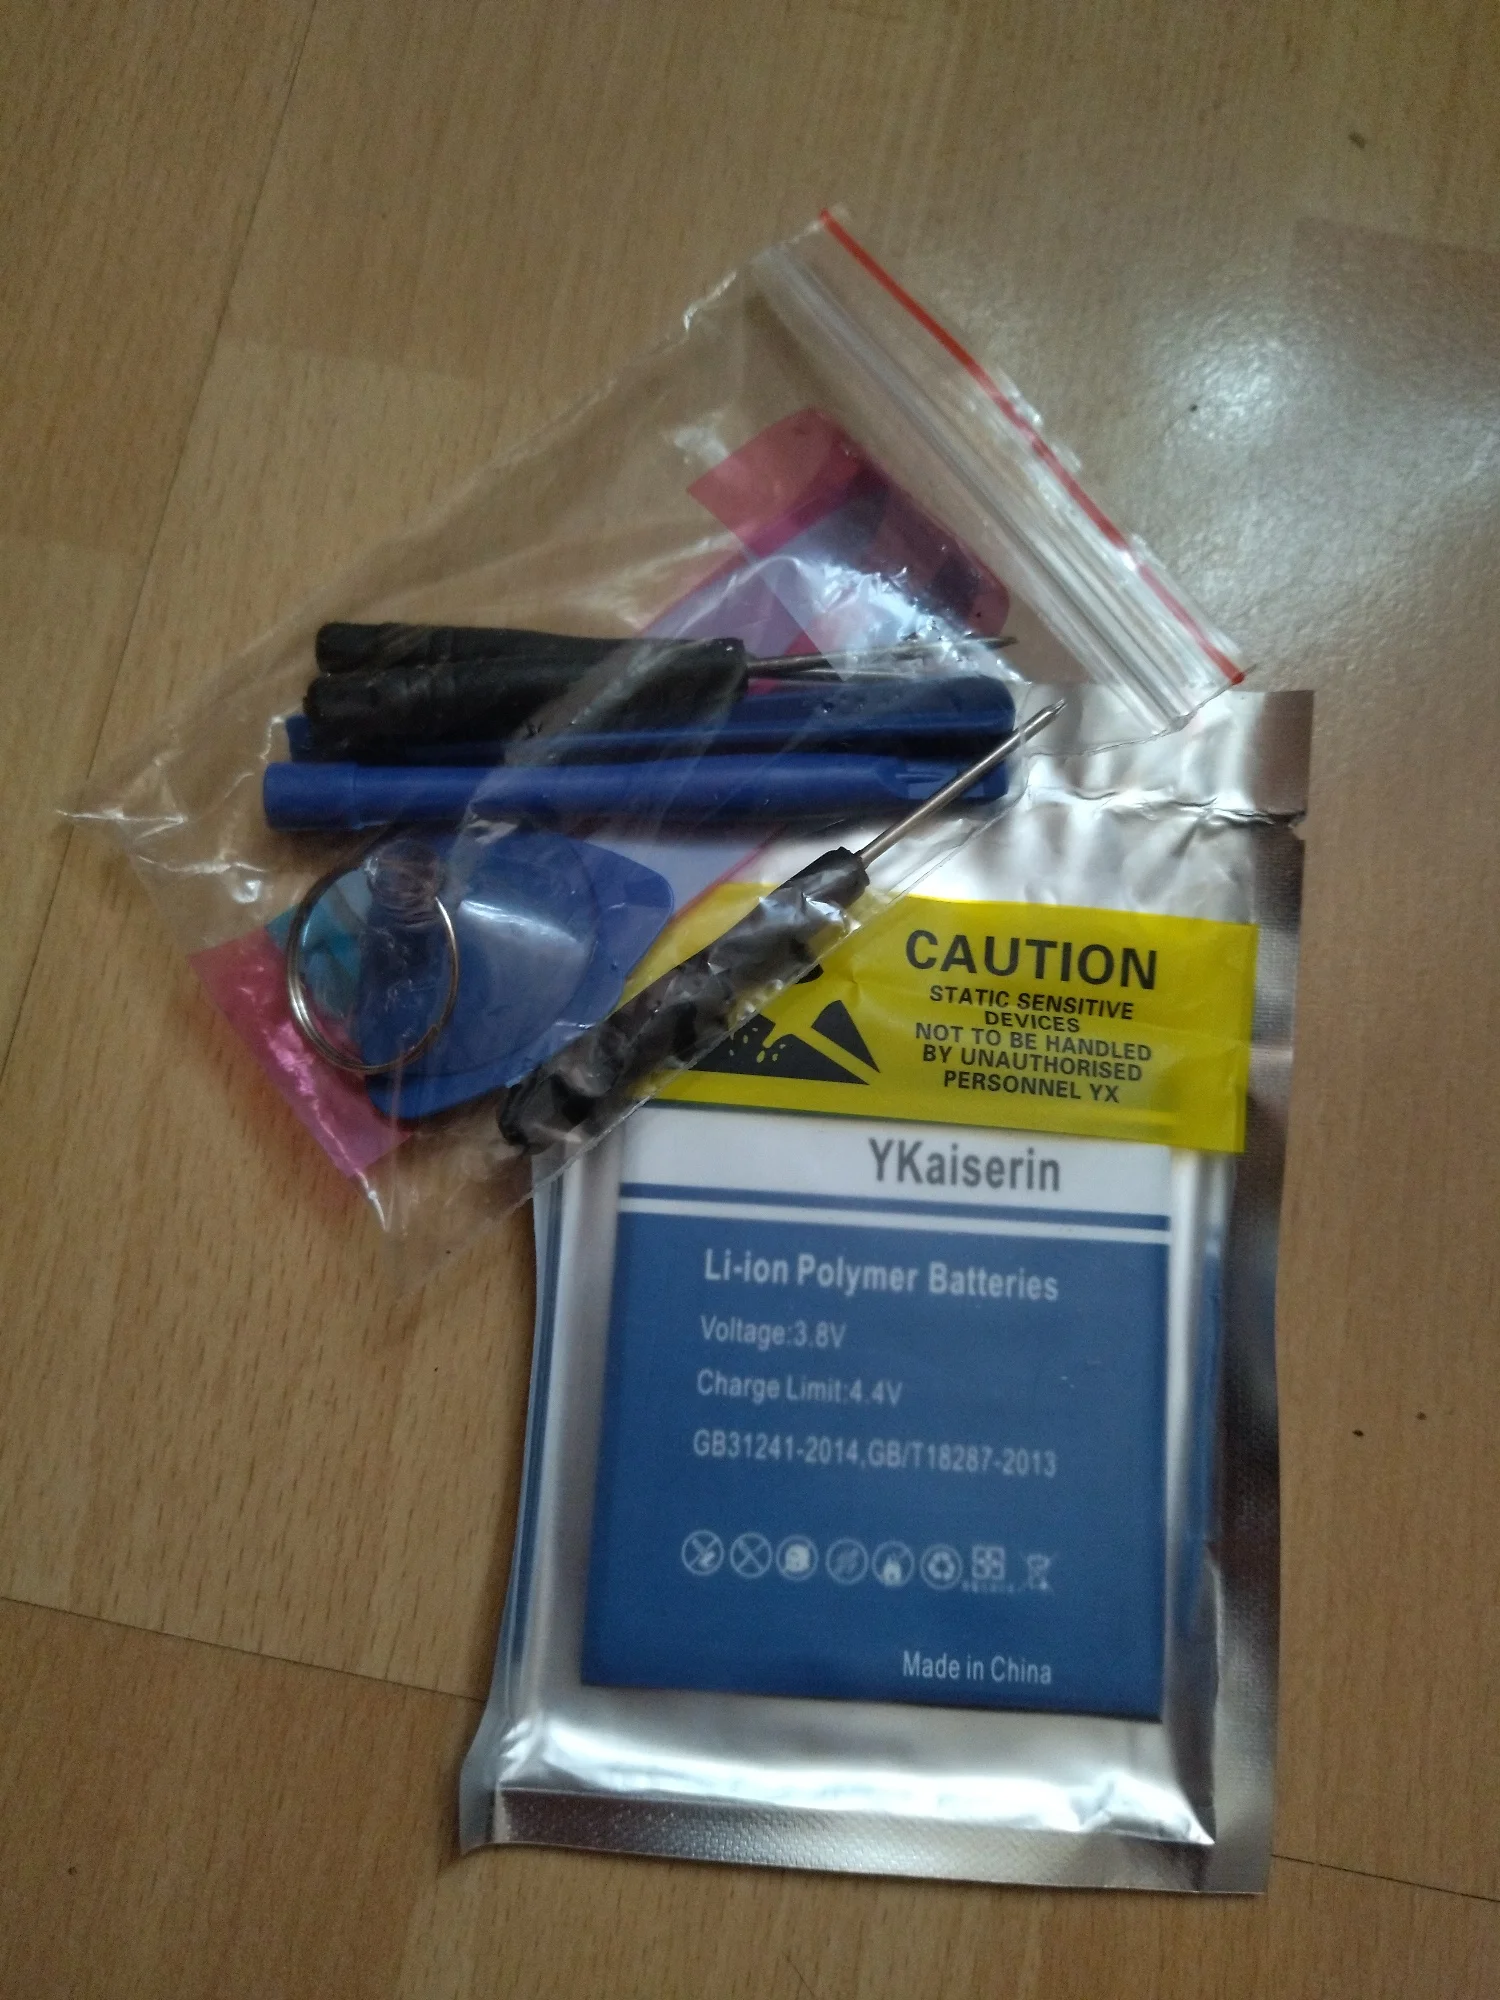 CAUTION
STATIC SENSITIVE
DEVICES
NOT TO BE HANDLED
BY UNAUTHORISED
PERSONNEL YX
YKaiserin
Li-ion Polymer Batteries
Voltage:3.8V
Charge Limit:4.4V
GB31241-2014,GB/T18287-2013
Made in China